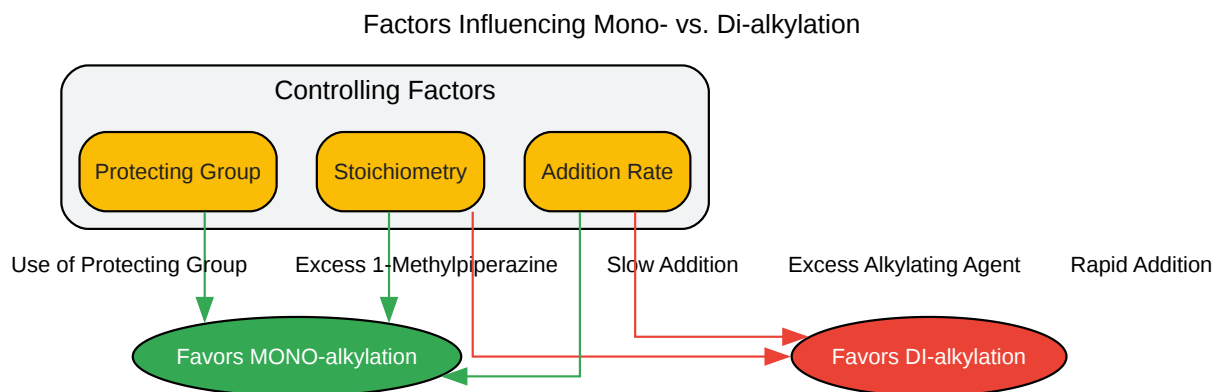 Factors Influencing Mono- vs. Di-alkylation
Controlling Factors
Protecting Group
Stoichiometry
Addition Rate
Use of Protecting Group
Excess 1-Methylpiperazine
Slow Addition
Excess Alkylating Agent
Rapid Addition
Favors MONO-alkylation
Favors DI-alkylation